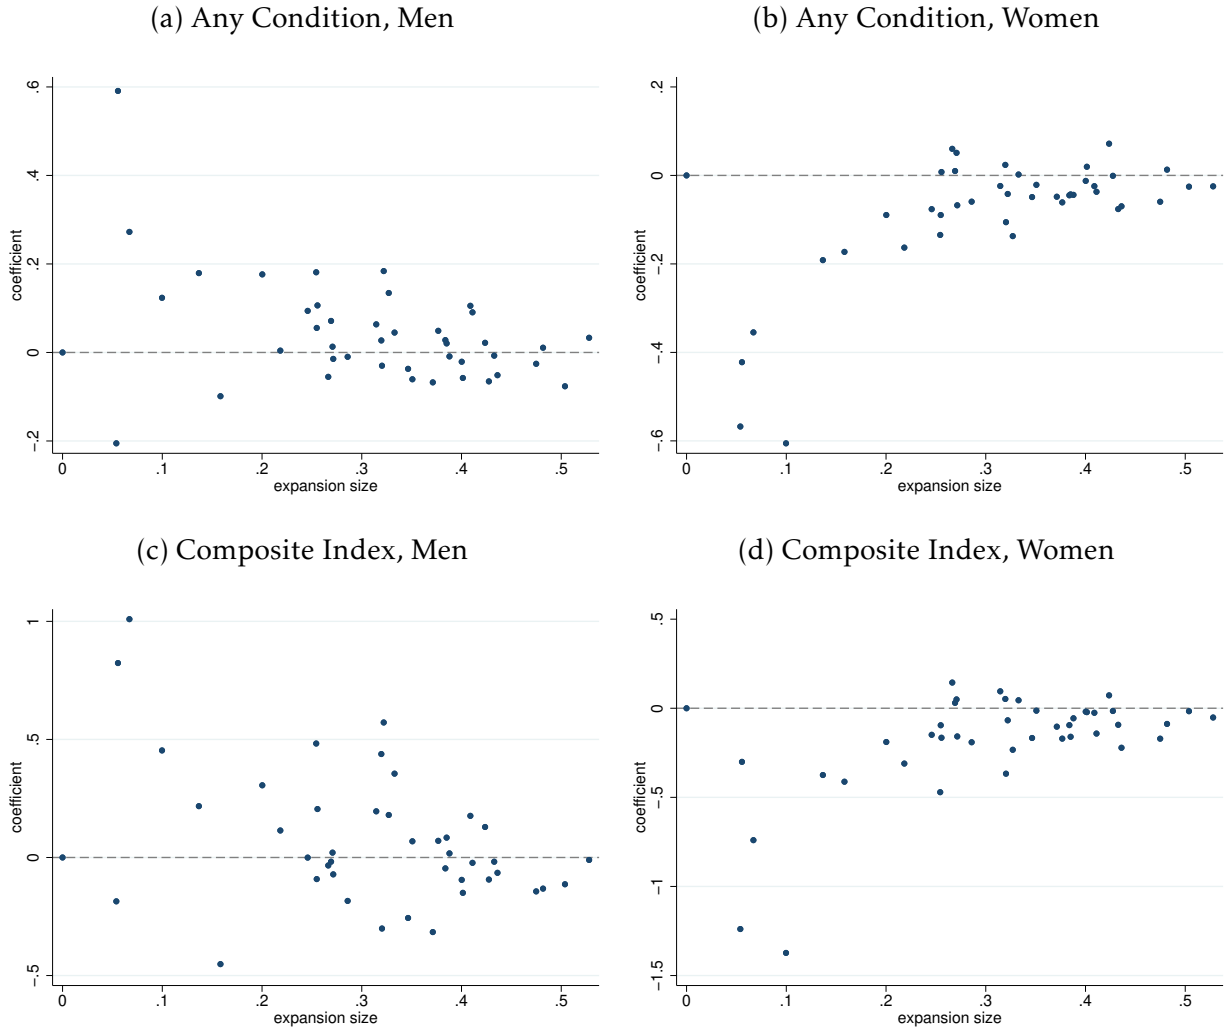 (a) Any Condition, Men
.6
.4
.2
0
-.2
coefficient
0 .1 .2 .3 .4 .5
expansion size
(b) Any Condition, Women
.2
0
-.2
-.4
-.6
coefficient
0 .1 .2 .3 .4 .5
expansion size
(c) Composite Index, Men
1
.5
0
-.5
coefficient
0 .1 .2 .3 .4 .5
expansion size
(d) Composite Index, Women
.5
0
-.5
-1
-1.5
coefficient
0 .1 .2 .3 .4 .5
expansion size